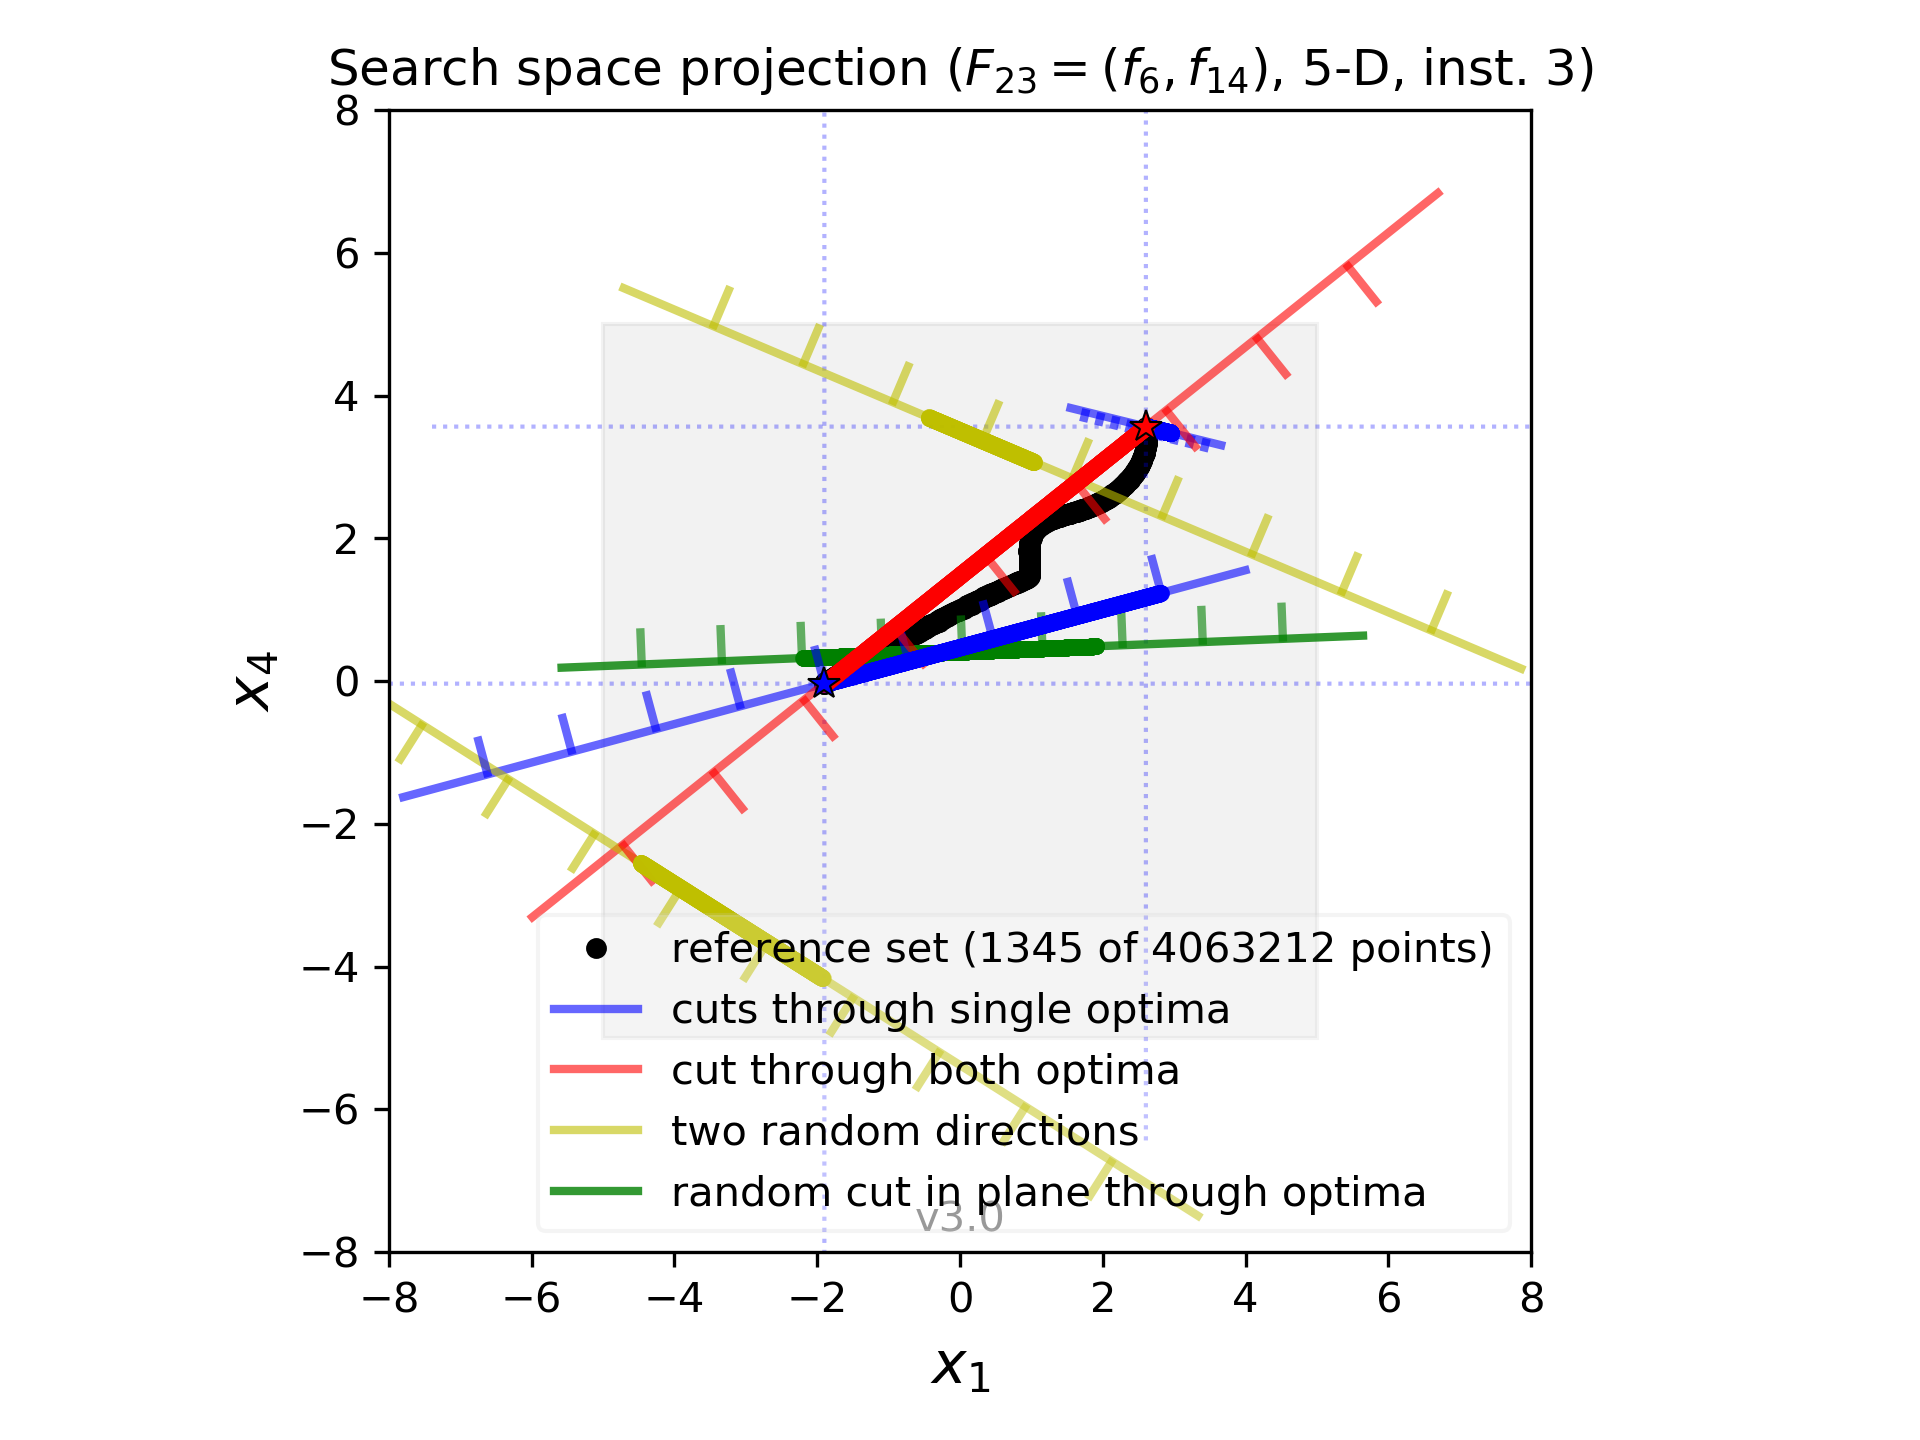 Search space projection (F₂₃ = (f₆, f₁₄), 5-D, inst. 3)
8
6
4
2
0
−2
−4
−6
−8
x₄
reference set (1345 of 4063212 points)
cuts through single optima
cut through both optima
two random directions
random cut in plane through optima
v3.0
−8 −6 −4 −2 0 2 4 6 8
x₁